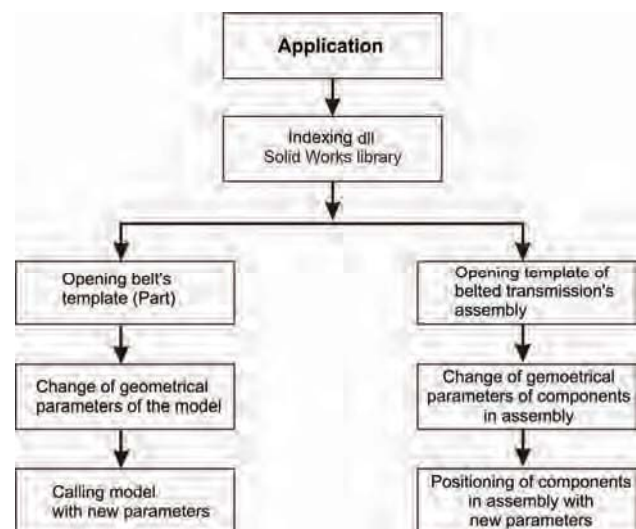 Application
Indexing dll
Solid Works library
Opening belt's
template (Part)
Opening template of
belted transmission's
assembly
Change of geometrical
parameters of the model
Change of gemoetrical
parameters of components
in assembly
Calling model
with new parameters
Positioning of components
in assembly with
new parameters